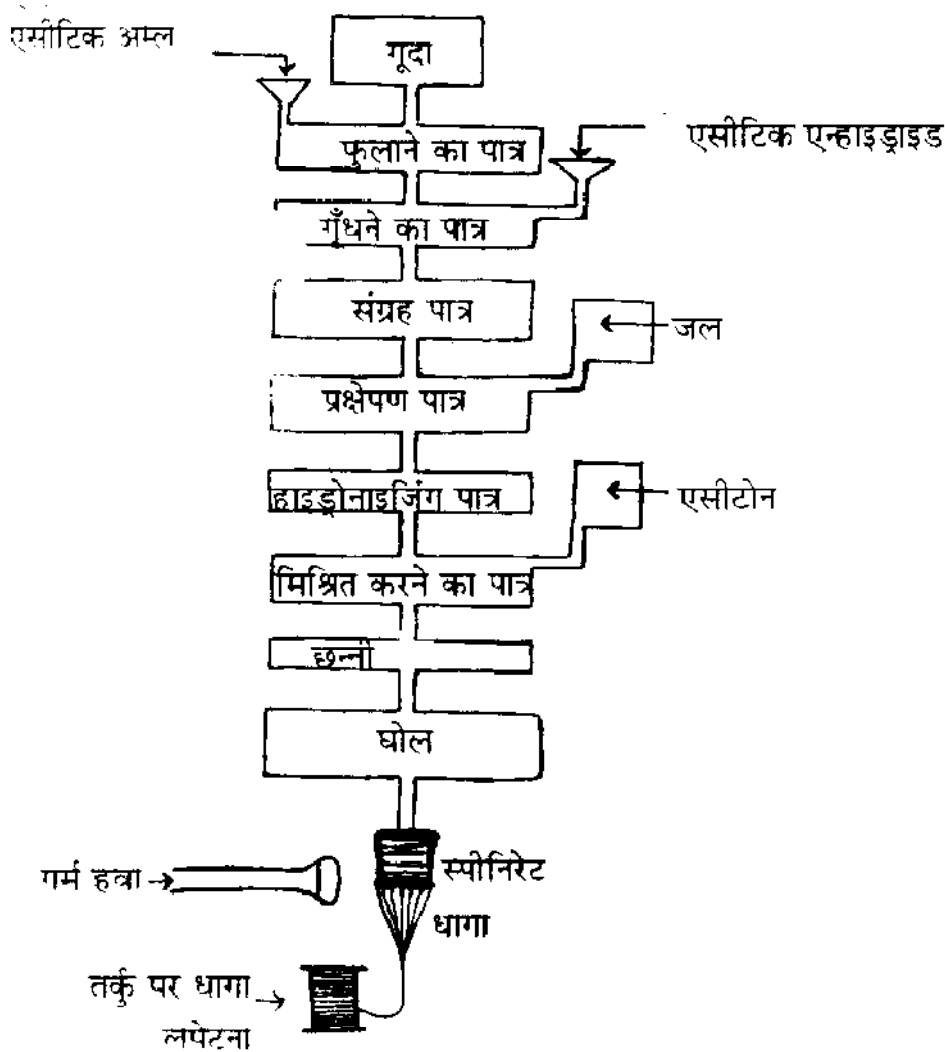 एसीटिक अम्ल
गूदा
फुलाने का पात्र
एसीटिक एन्हाइड्राइड
गूँधने का पात्र
संग्रह पात्र
जल
प्रक्षेपण पात्र
हाइड्रोनाइजिंग पात्र
एसीटोन
मिश्रित करने का पात्र
छन्नी
घोल
स्पीनिरेट
गर्म हवा
धागा
तर्कु पर धागा
लपेटना